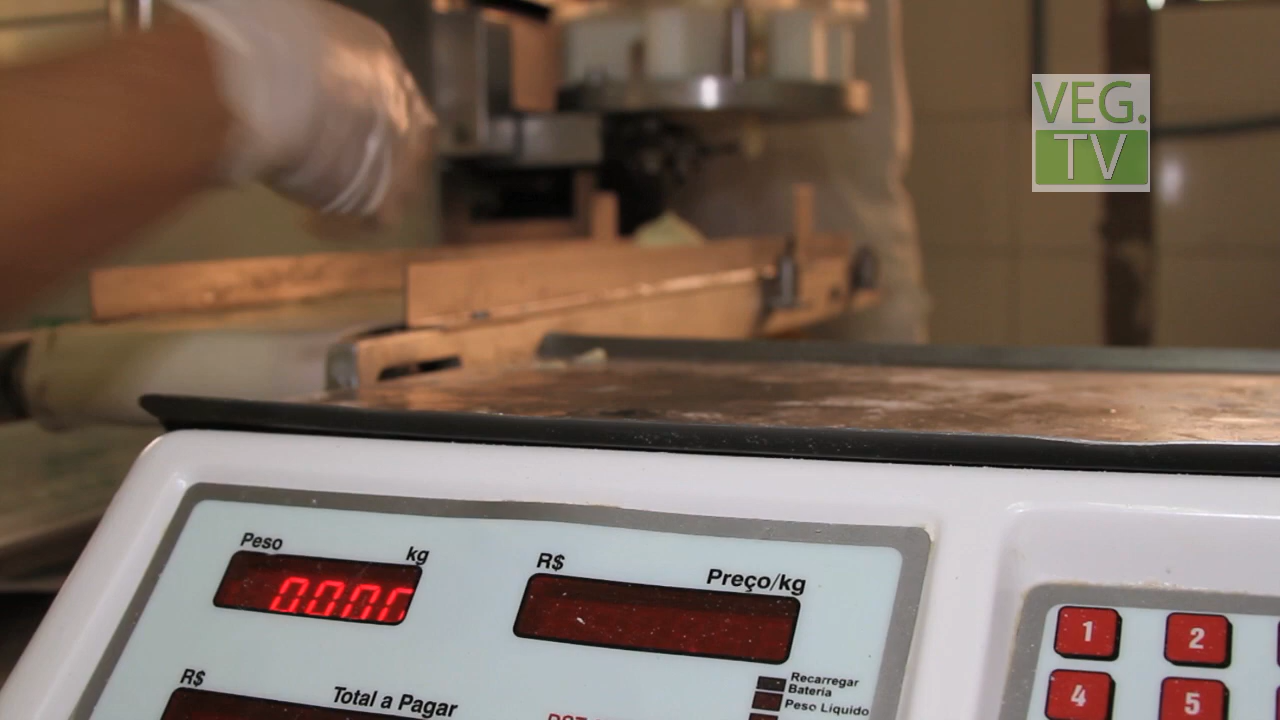 VEG.
TV
Peso kg
R$ Preço/kg
1 2
Recarregar
Bateria
Peso Líquido
R$ Total a Pagar
4 5